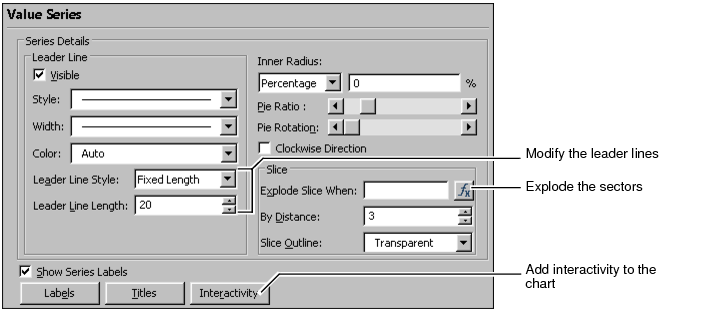 Value Series
Series Details
Leader Line
Visible
Style:
Width:
Color: Auto
Leader Line Style: Fixed Length
Leader Line Length: 20
Inner Radius:
Percentage 0 %
Pie Ratio :
Pie Rotation:
Clockwise Direction
Slice
Explode Slice When: fx
By Distance: 3
Slice Outline: Transparent
Show Series Labels
Labels Titles Interactivity
Modify the leader lines
Explode the sectors
Add interactivity to the
chart